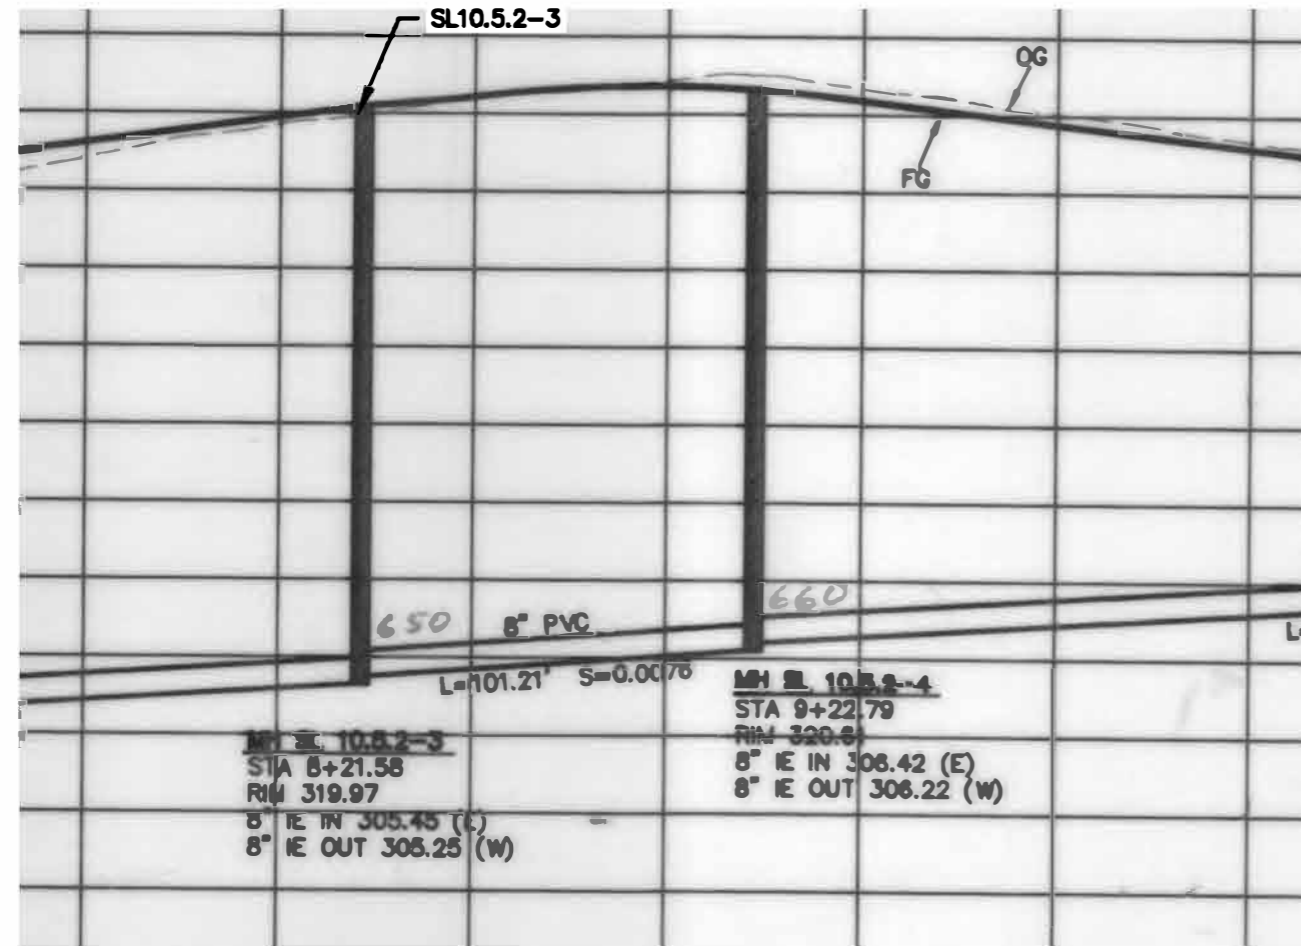 SL10.5.2-3
OG
FG
650
660
8" PVC
L=101.21' S=0.0076
L=
MH SL 10.5.2-4
STA 9+22.79
RIM
8" IE IN 306.42 (E)
8" IE OUT 306.22 (W)
MH SL 10.5.2-3
STA 8+21.58
RIM 319.97
8" IE IN 305.45 (E)
8" IE OUT 305.25 (W)